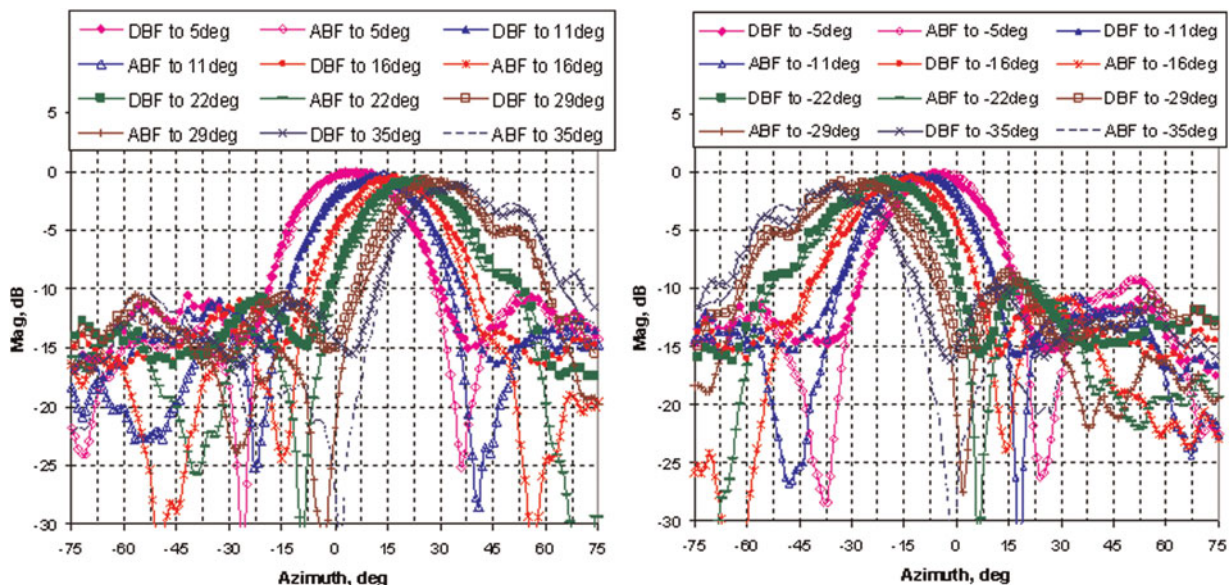 DBF to 5deg ABF to 5deg DBF to 11deg
ABF to 11deg DBF to 16deg ABF to 16deg
DBF to 22deg ABF to 22deg DBF to 29deg
ABF to 29deg DBF to 35deg ABF to 35deg
5
0
-5
-10
-15
-20
-25
-30
Mag, dB
-75 -60 -45 -30 -15 0 15 30 45 60 75
Azimuth, deg
DBF to -5deg ABF to -5deg DBF to -11deg
ABF to -11deg DBF to -16deg ABF to -16deg
DBF to -22deg ABF to -22deg DBF to -29deg
ABF to -29deg DBF to -35deg ABF to -35deg
5
0
-5
-10
-15
-20
-25
-30
Mag, dB
-75 -60 -45 -30 -15 0 15 30 45 60 75
Azimuth, deg